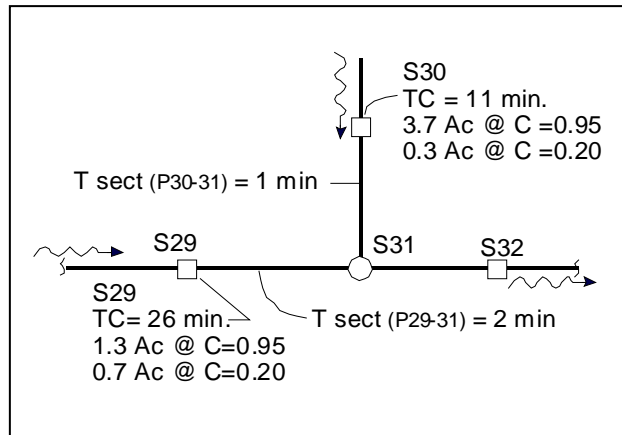 S30
TC = 11 min.
3.7 Ac @ C =0.95
0.3 Ac @ C =0.20
T sect (P30-31) = 1 min
S29
S31
S32
S29
TC= 26 min.
1.3 Ac @ C=0.95
0.7 Ac @ C=0.20
T sect (P29-31) = 2 min